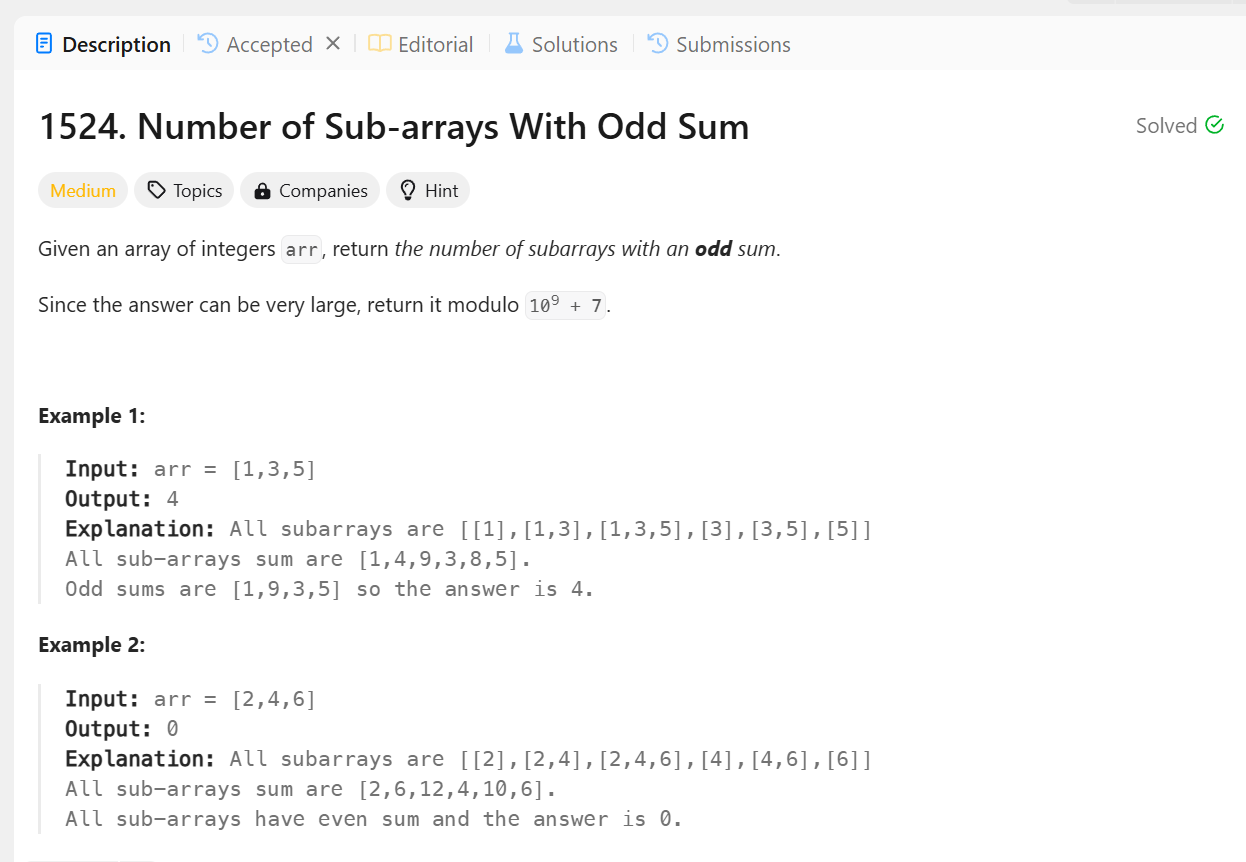 Description Accepted Editorial Solutions Submissions
1524. Number of Sub-arrays With Odd Sum
Solved
Medium Topics Companies Hint
Given an array of integers arr, return the number of subarrays with an odd sum.
Since the answer can be very large, return it modulo 10⁹ + 7.
Example 1:
Input: arr = [1,3,5]
Output: 4
Explanation: All subarrays are [[1],[1,3],[1,3,5],[3],[3,5],[5]]
All sub-arrays sum are [1,4,9,3,8,5].
Odd sums are [1,9,3,5] so the answer is 4.
Example 2:
Input: arr = [2,4,6]
Output: 0
Explanation: All subarrays are [[2],[2,4],[2,4,6],[4],[4,6],[6]]
All sub-arrays sum are [2,6,12,4,10,6].
All sub-arrays have even sum and the answer is 0.